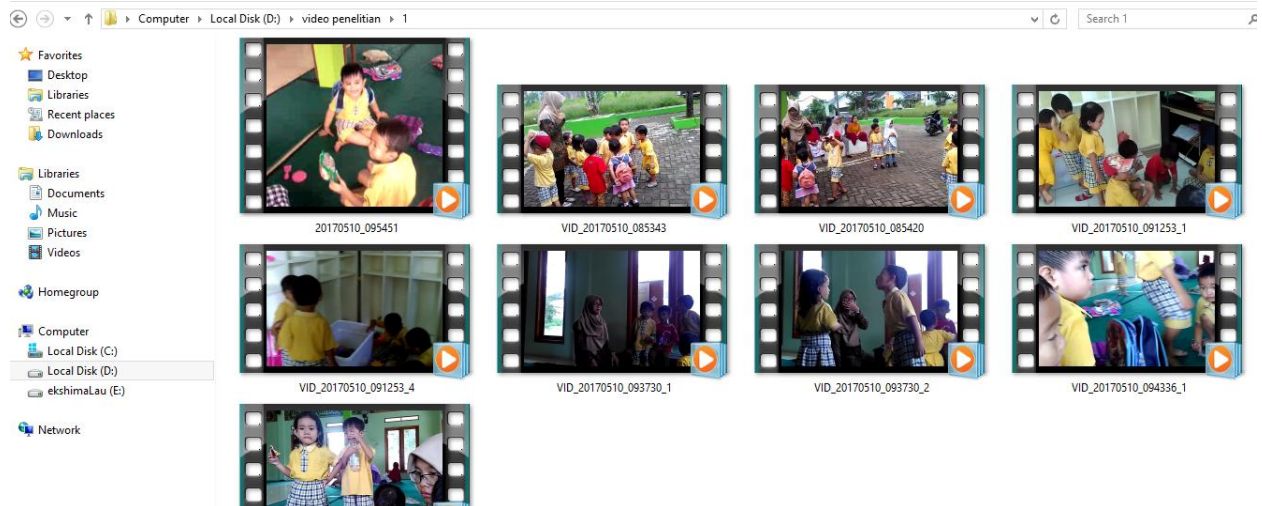 Computer
Local Disk (D:)
video penelitian
1
Search 1
Favorites
Desktop
Libraries
Recent places
Downloads
Libraries
Documents
Music
Pictures
Videos
Homegroup
Computer
Local Disk (C:)
Local Disk (D:)
ekshimaLau (E:)
Network
20170510_095451
VID_20170510_085343
VID_20170510_085420
VID_20170510_091253_1
VID_20170510_091253_4
VID_20170510_093730_1
VID_20170510_093730_2
VID_20170510_094336_1